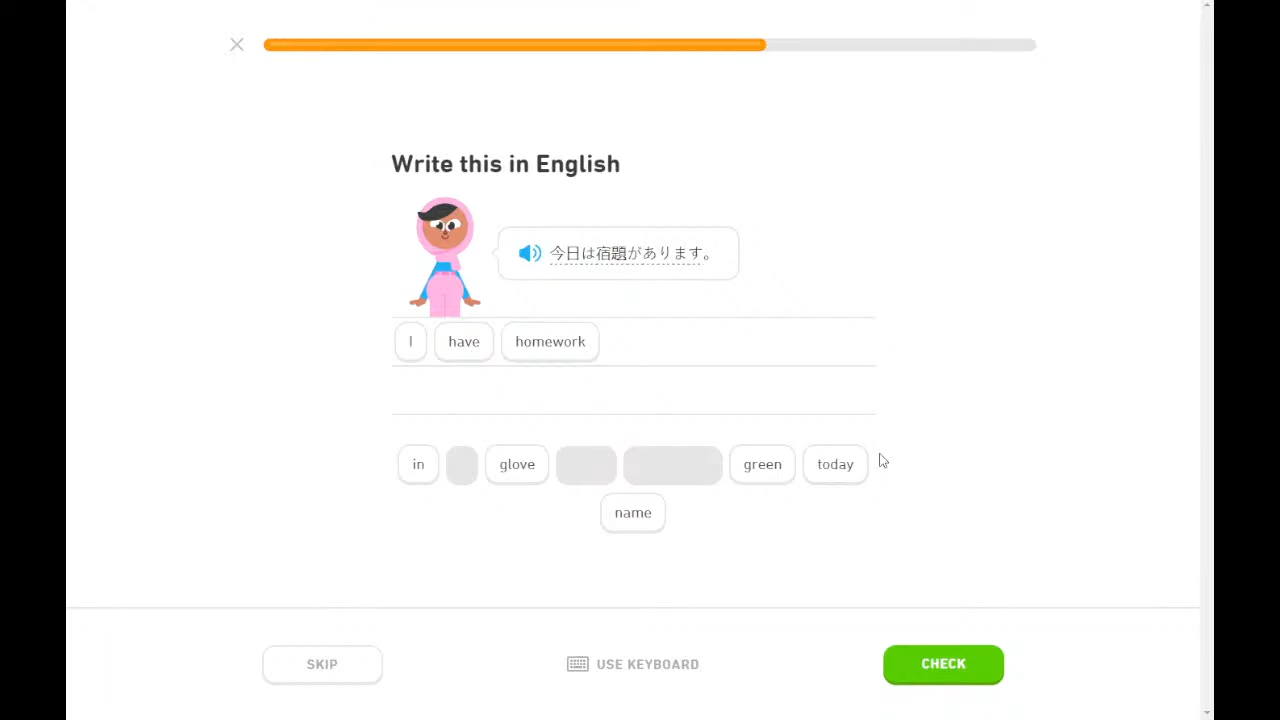 Write this in English
今日は宿題があります。
I have homework
in glove green today
name
SKIP USE KEYBOARD CHECK